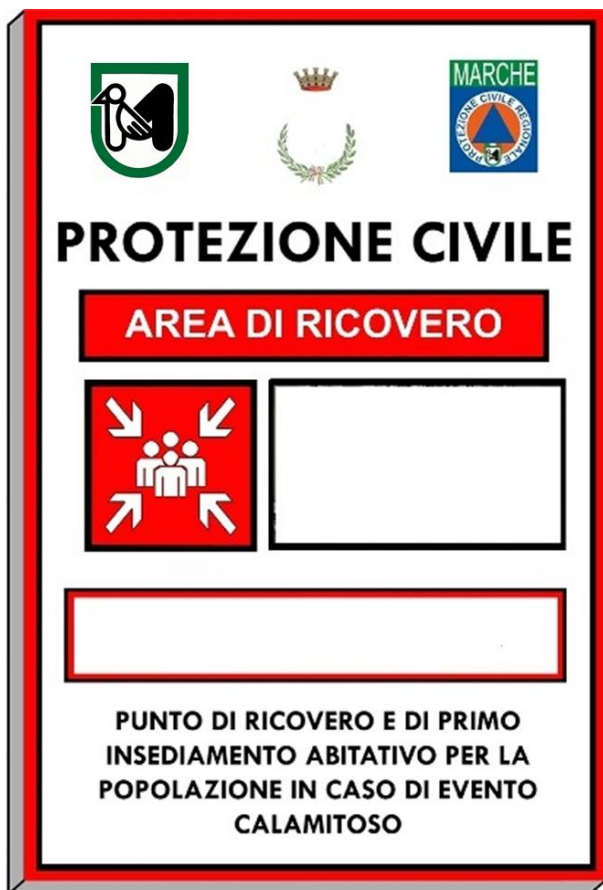 MARCHE
PROTEZIONE CIVILE REGIONALE
PROTEZIONE CIVILE
AREA DI RICOVERO
PUNTO DI RICOVERO E DI PRIMO
INSEDIAMENTO ABITATIVO PER LA
POPOLAZIONE IN CASO DI EVENTO
CALAMITOSO